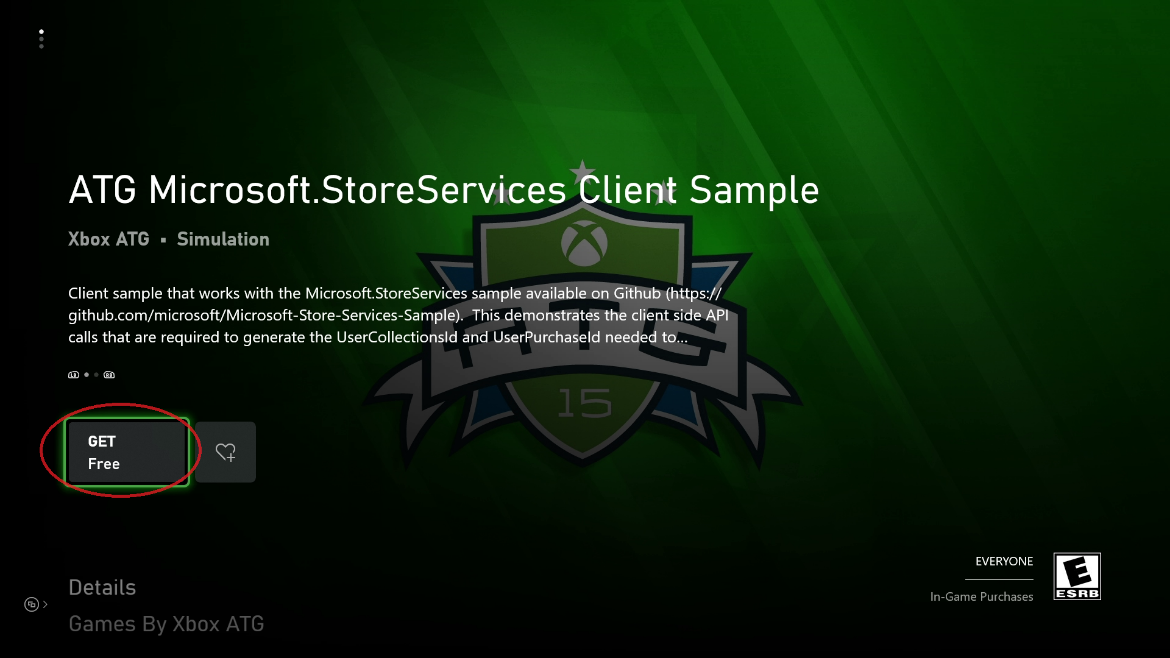 ATG Microsoft.StoreServices Client Sample
Xbox ATG ▪ Simulation
Client sample that works with the Microsoft.StoreServices sample available on Github (https://
github.com/microsoft/Microsoft-Store-Services-Sample).  This demonstrates the client side API
calls that are required to generate the UserCollectionsId and UserPurchaseId needed to...
ATG
15
LB RB
GET
Free
EVERYONE
In-Game Purchases
E
ESRB
Details
Games By Xbox ATG